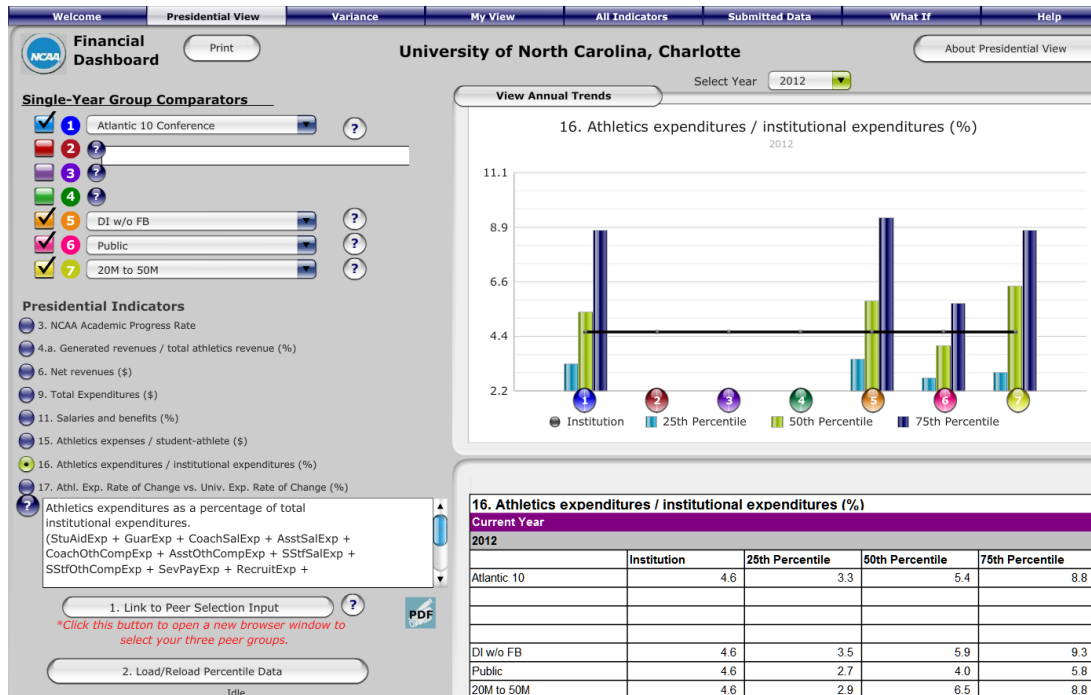 Welcome Presidential View Variance My View All Indicators Submitted Data What If Help
NCAA
Financial
Dashboard
Print
University of North Carolina, Charlotte
About Presidential View
Select Year 2012
Single-Year Group Comparators
View Annual Trends
1 Atlantic 10 Conference ?
2 ?
3 ?
4 ?
5 DI w/o FB ?
6 Public ?
7 20M to 50M ?
16. Athletics expenditures / institutional expenditures (%)
2012
11.1
8.9
6.6
4.4
2.2
1 2 3 4 5 6 7
Institution 25th Percentile 50th Percentile 75th Percentile
Presidential Indicators
3. NCAA Academic Progress Rate
4.a. Generated revenues / total athletics revenue (%)
6. Net revenues ($)
9. Total Expenditures ($)
11. Salaries and benefits (%)
15. Athletics expenses / student-athlete ($)
16. Athletics expenditures / institutional expenditures (%)
17. Athl. Exp. Rate of Change vs. Univ. Exp. Rate of Change (%)
?
Athletics expenditures as a percentage of total
institutional expenditures.
(StuAidExp + GuarExp + CoachSalExp + AsstSalExp +
CoachOthCompExp + AsstOthCompExp + SStfSalExp +
SStfOthCompExp + SevPayExp + RecruitExp +
1. Link to Peer Selection Input ?
PDF
*Click this button to open a new browser window to
select your three peer groups.
2. Load/Reload Percentile Data
Idle
16. Athletics expenditures / institutional expenditures (%)
Current Year
2012
Institution 25th Percentile 50th Percentile 75th Percentile
Atlantic 10 4.6 3.3 5.4 8.8
DI w/o FB 4.6 3.5 5.9 9.3
Public 4.6 2.7 4.0 5.8
20M to 50M 4.6 2.9 6.5 8.8